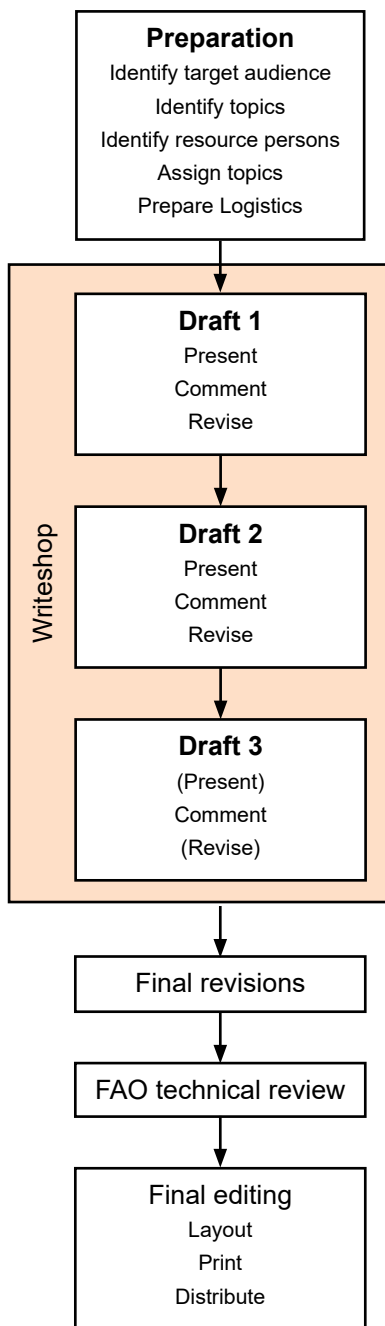 Preparation
Identify target audience
Identify topics
Identify resource persons
Assign topics
Prepare Logistics
Writeshop
Draft 1
Present
Comment
Revise
Draft 2
Present
Comment
Revise
Draft 3
(Present)
Comment
(Revise)
Final revisions
FAO technical review
Final editing
Layout
Print
Distribute